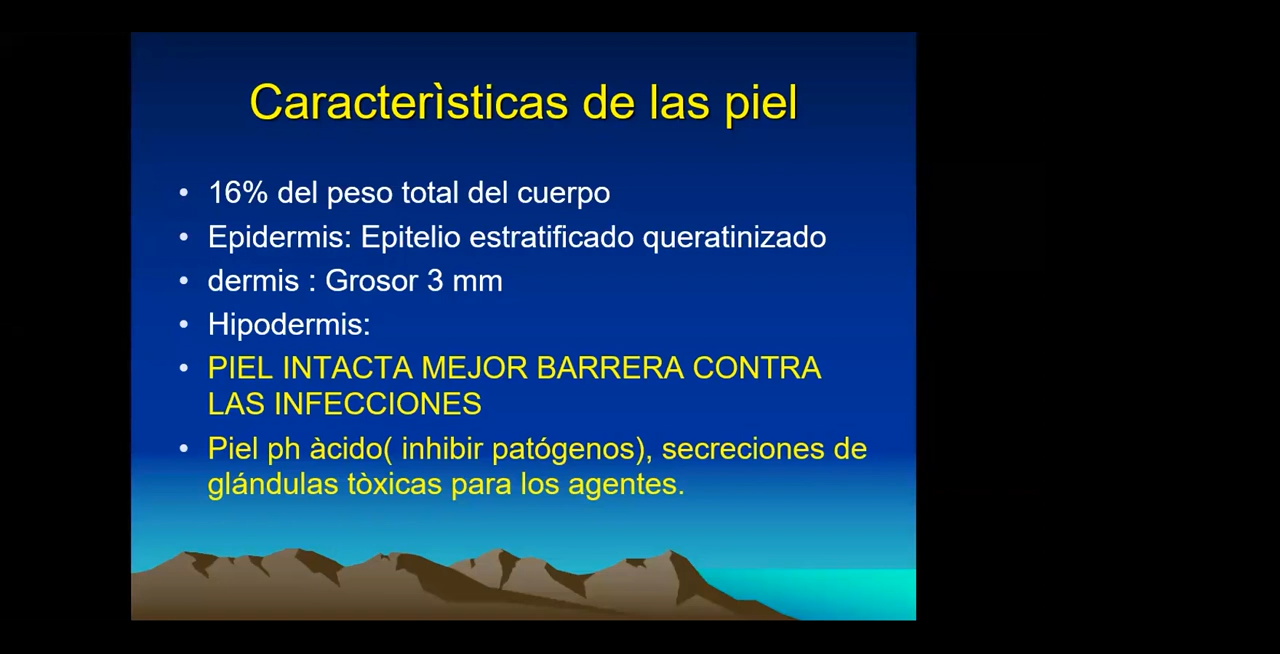 Caracterìsticas de las piel
• 16% del peso total del cuerpo
• Epidermis: Epitelio estratificado queratinizado
• dermis : Grosor 3 mm
• Hipodermis:
• PIEL INTACTA MEJOR BARRERA CONTRA
LAS INFECCIONES
• Piel ph àcido( inhibir patógenos), secreciones de
glándulas tòxicas para los agentes.